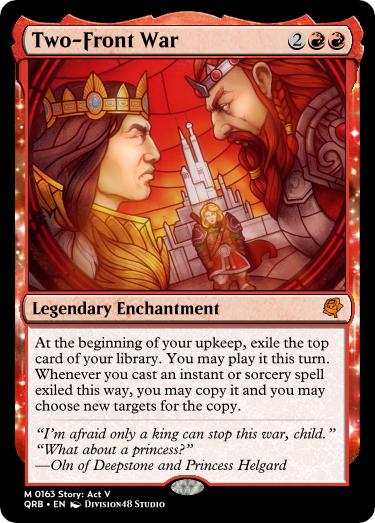 Two-Front War 2
Legendary Enchantment
At the beginning of your upkeep, exile the top
card of your library. You may play it this turn.
Whenever you cast an instant or sorcery spell
exiled this way, you may copy it and you may
choose new targets for the copy.
“I’m afraid only a king can stop this war, child.”
“What about a princess?”
—Oln of Deepstone and Princess Helgard
M 0163 Story: Act V
QRB • EN Division48 Studio